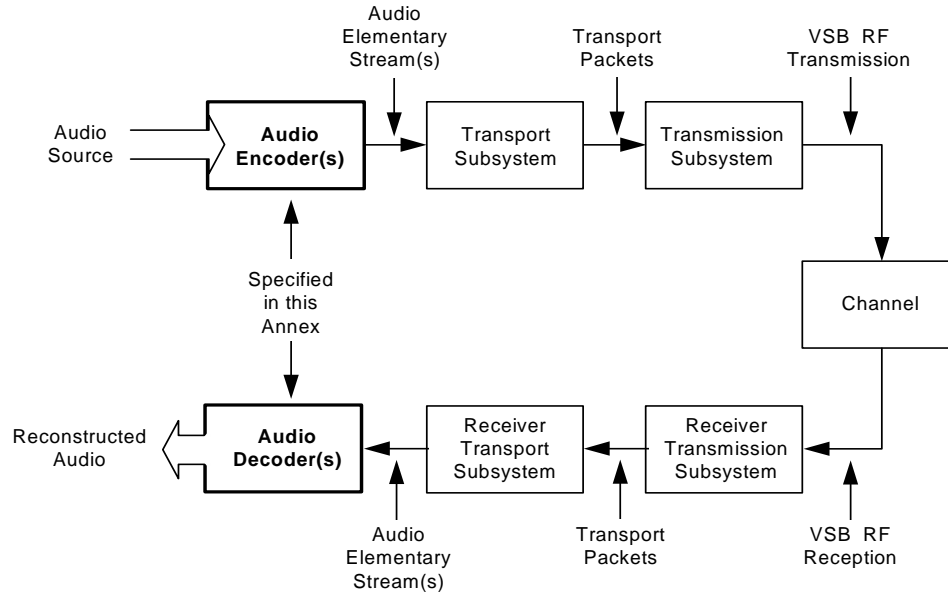 Audio
Elementary
Stream(s)
Transport
Packets
VSB RF
Transmission
Audio
Source
Audio
Encoder(s)
Transport
Subsystem
Transmission
Subsystem
Specified
in this
Annex
Channel
Reconstructed
Audio
Audio
Decoder(s)
Receiver
Transport
Subsystem
Receiver
Transmission
Subsystem
Audio
Elementary
Stream(s)
Transport
Packets
VSB RF
Reception